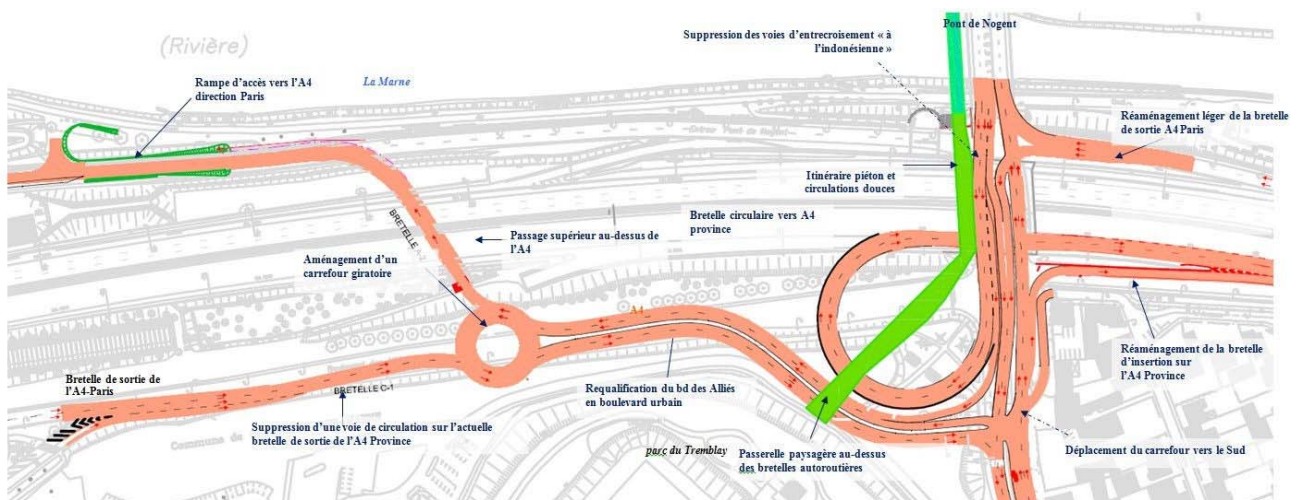 Pont de Nogent
Suppression des voies d'entrecroisement « à
l'indonésienne »
(Rivière)
La Marne
Rampe d'accès vers l'A4
direction Paris
Réaménagement léger de la bretelle
de sortie A4 Paris
Itinéraire piéton et
circulations douces
Bretelle circulaire vers A4
province
BRETELLE
Passage supérieur au-dessus de
l'A4
Aménagement d'un
carrefour giratoire
A4
Réaménagement de la bretelle
d'insertion sur
l'A4 Province
Bretelle de sortie de
l'A4-Paris
BRETELLE C-1
Requalification du bd des Alliés
en boulevard urbain
Suppression d'une voie de circulation sur l'actuelle
bretelle de sortie de l'A4 Province
Commune de
parc du Tremblay
Passerelle paysagère au-dessus
des bretelles autoroutières
Déplacement du carrefour vers le Sud